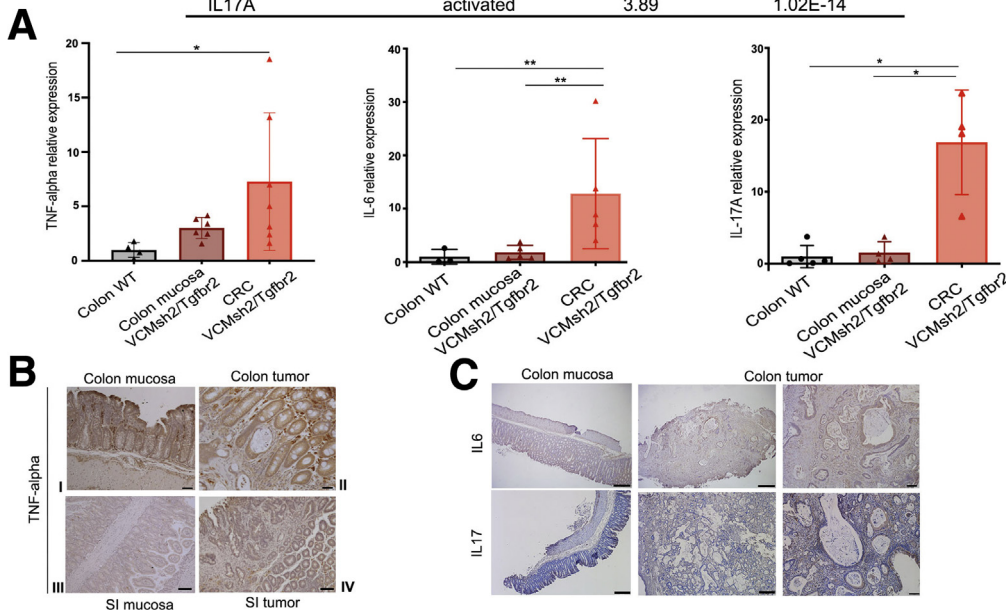 IL17A activated 3.89 1.02E-14
A
TNF-alpha relative expression
20
15
10
5
0
*
Colon WT
Colon mucosa
VCMsh2/Tgfbr2
CRC
VCMsh2/Tgfbr2
IL-6 relative expression
40
30
20
10
0
**
**
Colon WT
Colon mucosa
VCMsh2/Tgfbr2
CRC
VCMsh2/Tgfbr2
IL-17A relative expression
30
20
10
0
*
*
Colon WT
Colon mucosa
VCMsh2/Tgfbr2
CRC
VCMsh2/Tgfbr2
B
Colon mucosa Colon tumor
TNF-alpha
I II
III IV
SI mucosa SI tumor
C
Colon mucosa Colon tumor
IL6
IL17